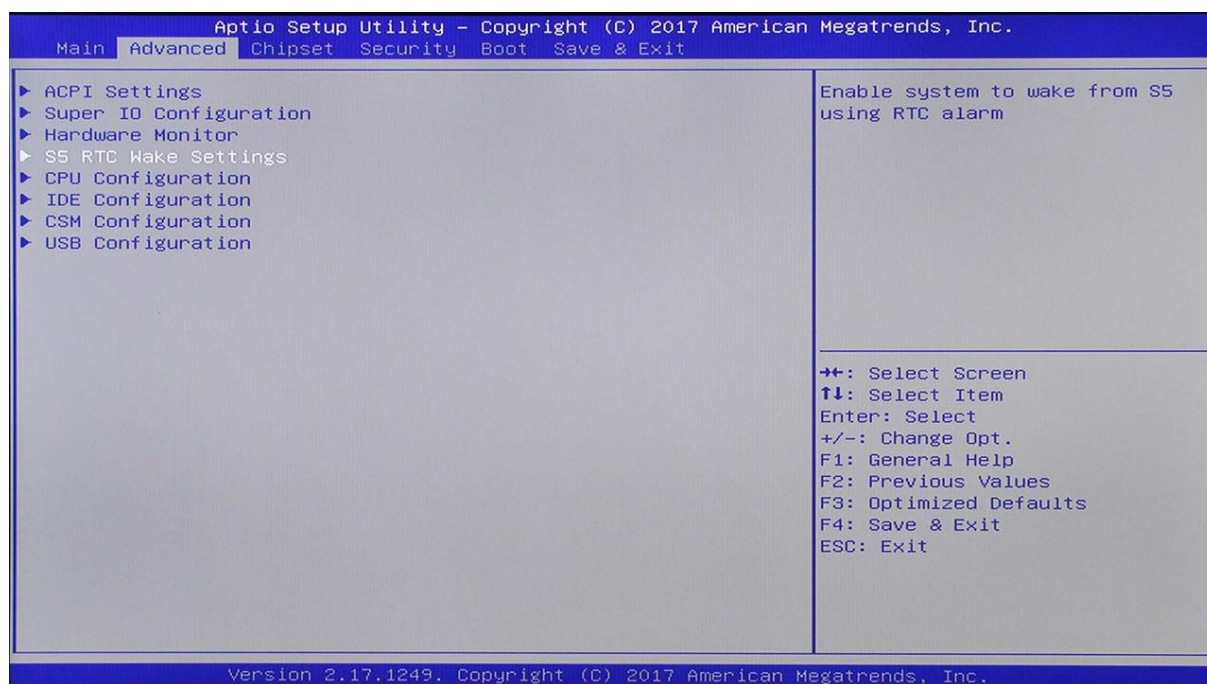 Aptio Setup Utility – Copyright (C) 2017 American Megatrends, Inc.
Main Advanced Chipset Security Boot Save & Exit
▶ ACPI Settings
▶ Super IO Configuration
▶ Hardware Monitor
▶ S5 RTC Wake Settings
▶ CPU Configuration
▶ IDE Configuration
▶ CSM Configuration
▶ USB Configuration
Enable system to wake from S5
using RTC alarm
→←: Select Screen
↑↓: Select Item
Enter: Select
+/-: Change Opt.
F1: General Help
F2: Previous Values
F3: Optimized Defaults
F4: Save & Exit
ESC: Exit
Version 2.17.1249. Copyright (C) 2017 American Megatrends, Inc.